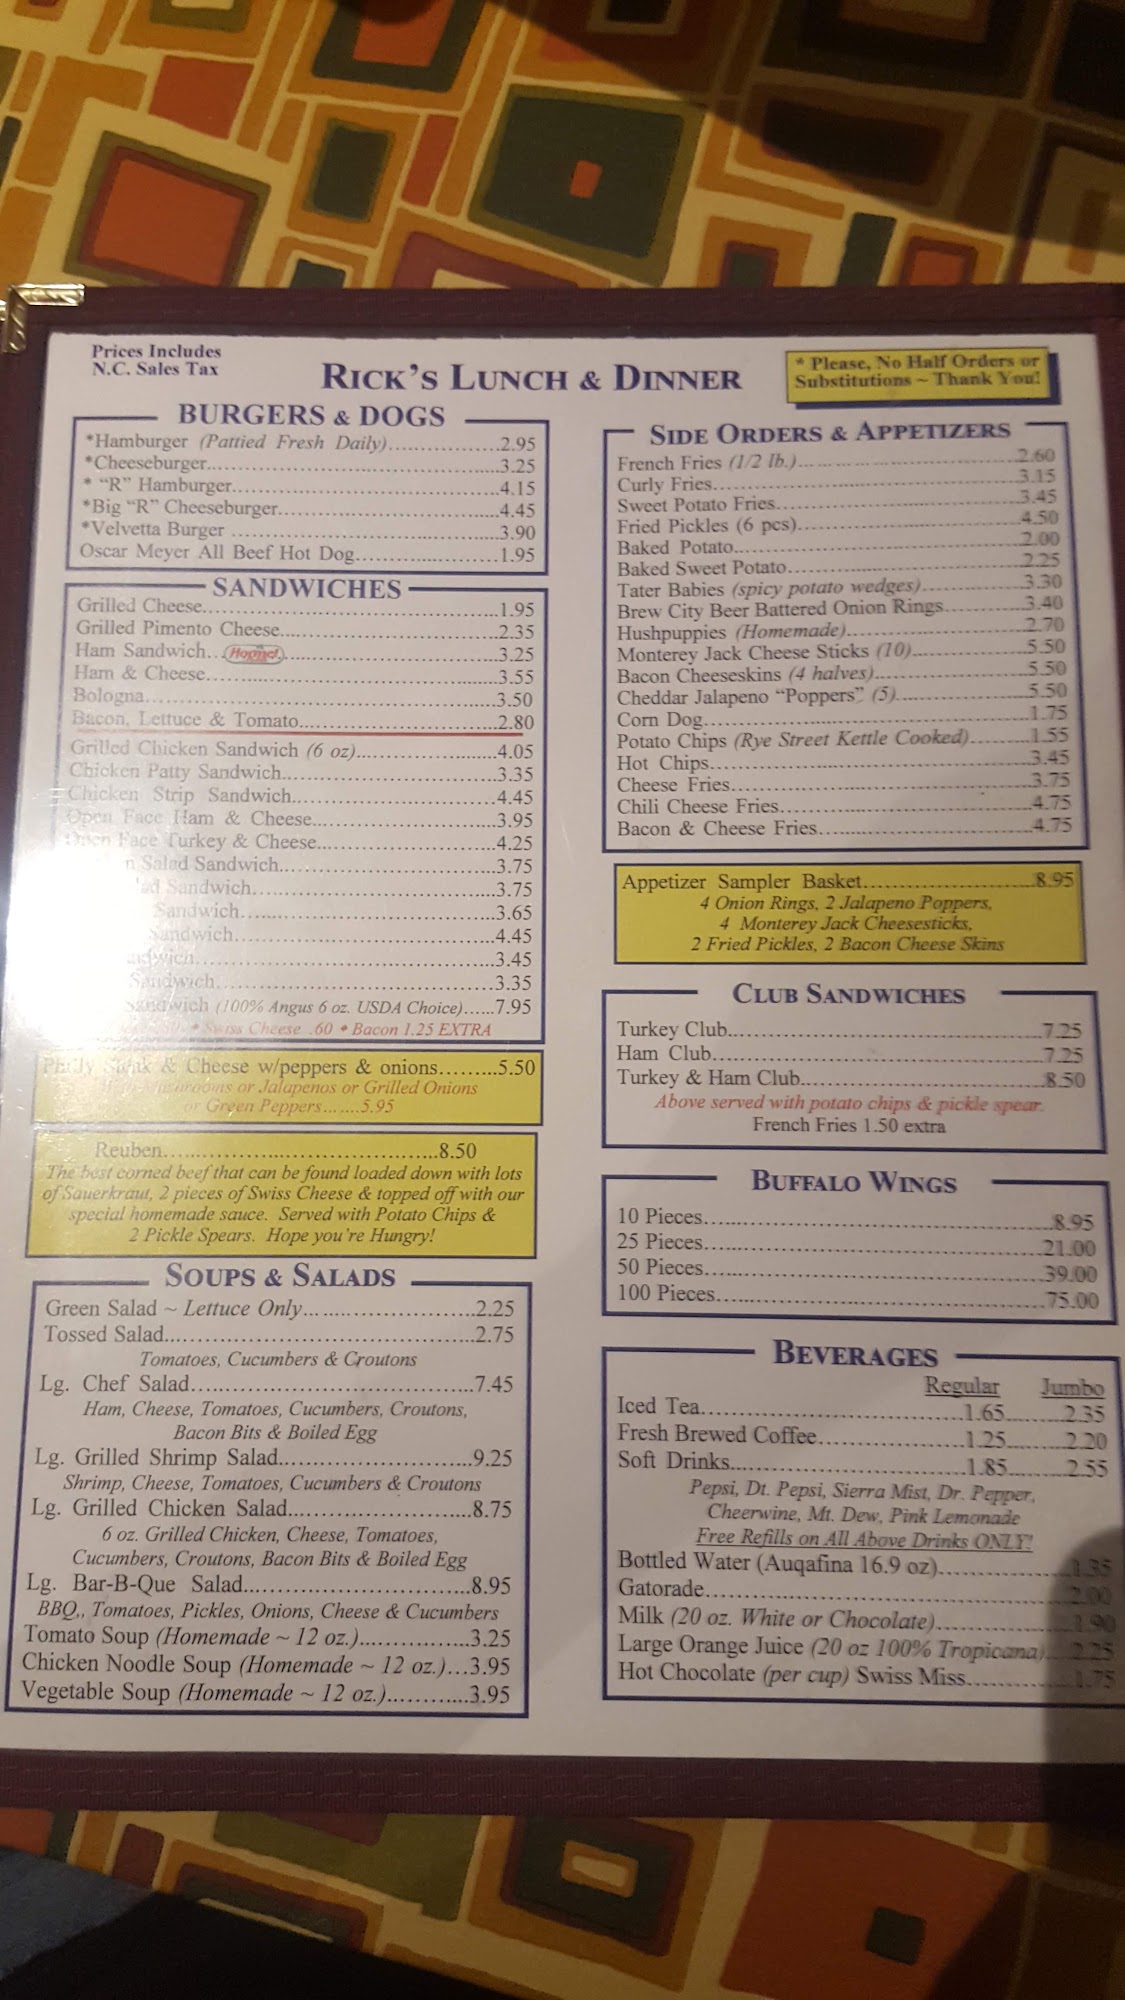 Prices Includes
N.C. Sales Tax
RICK'S LUNCH & DINNER
* Please, No Half Orders or
Substitutions ~ Thank You!
BURGERS & DOGS
*Hamburger (Pattied Fresh Daily)..................2.95
*Cheeseburger..................3.25
* "R" Hamburger..................4.15
*Big "R" Cheeseburger..................4.45
*Velvetta Burger ..................3.90
Oscar Meyer All Beef Hot Dog..................1.95
SANDWICHES
Grilled Cheese..................1.95
Grilled Pimento Cheese..................2.35
Ham Sandwich...Hormel..................3.25
Ham & Cheese..................3.55
Bologna..................3.50
Bacon, Lettuce & Tomato..................2.80
Grilled Chicken Sandwich (6 oz)..................4.05
Chicken Patty Sandwich..................3.35
Chicken Strip Sandwich..................4.45
Open Face Ham & Cheese..................3.95
Open Face Turkey & Cheese..................4.25
Salad Sandwich..................3.75
Sandwich..................3.75
Sandwich..................3.65
Sandwich..................4.45
Sandwich..................3.45
Sandwich..................3.35
Sandwich (100% Angus 6 oz. USDA Choice)......7.95
• Swiss Cheese .60 • Bacon 1.25 EXTRA
Philly Steak & Cheese w/peppers & onions.........5.50
Mushrooms or Jalapenos or Grilled Onions
or Green Peppers.......5.95
Reuben..................8.50
The best corned beef that can be found loaded down with lots
of Sauerkraut, 2 pieces of Swiss Cheese & topped off with our
special homemade sauce. Served with Potato Chips &
2 Pickle Spears. Hope you're Hungry!
SOUPS & SALADS
Green Salad ~ Lettuce Only..................2.25
Tossed Salad..................2.75
Tomatoes, Cucumbers & Croutons
Lg. Chef Salad..................7.45
Ham, Cheese, Tomatoes, Cucumbers, Croutons,
Bacon Bits & Boiled Egg
Lg. Grilled Shrimp Salad..................9.25
Shrimp, Cheese, Tomatoes, Cucumbers & Croutons
Lg. Grilled Chicken Salad..................8.75
6 oz. Grilled Chicken, Cheese, Tomatoes,
Cucumbers, Croutons, Bacon Bits & Boiled Egg
Lg. Bar-B-Que Salad..................8.95
BBQ,, Tomatoes, Pickles, Onions, Cheese & Cucumbers
Tomato Soup (Homemade ~ 12 oz.)..................3.25
Chicken Noodle Soup (Homemade ~ 12 oz.)...3.95
Vegetable Soup (Homemade ~ 12 oz.)............3.95
SIDE ORDERS & APPETIZERS
French Fries (1/2 lb.)..................2.60
Curly Fries..................3.15
Sweet Potato Fries..................3.45
Fried Pickles (6 pcs)..................4.50
Baked Potato..................2.00
Baked Sweet Potato..................2.25
Tater Babies (spicy potato wedges)..................3.30
Brew City Beer Battered Onion Rings............3.40
Hushpuppies (Homemade)..................2.70
Monterey Jack Cheese Sticks (10)..................5.50
Bacon Cheeseskins (4 halves)..................5.50
Cheddar Jalapeno "Poppers" (5)..................5.50
Corn Dog..................1.75
Potato Chips (Rye Street Kettle Cooked).........1.55
Hot Chips..................3.45
Cheese Fries..................3.75
Chili Cheese Fries..................4.75
Bacon & Cheese Fries..................4.75
Appetizer Sampler Basket..................8.95
4 Onion Rings, 2 Jalapeno Poppers,
4 Monterey Jack Cheesesticks,
2 Fried Pickles, 2 Bacon Cheese Skins
CLUB SANDWICHES
Turkey Club..................7.25
Ham Club..................7.25
Turkey & Ham Club..................8.50
Above served with potato chips & pickle spear.
French Fries 1.50 extra
BUFFALO WINGS
10 Pieces..................8.95
25 Pieces..................21.00
50 Pieces..................39.00
100 Pieces..................75.00
BEVERAGES
Regular Jumbo
Iced Tea..................1.65.........2.35
Fresh Brewed Coffee..................1.25.........2.20
Soft Drinks..................1.85.........2.55
Pepsi, Dt. Pepsi, Sierra Mist, Dr. Pepper,
Cheerwine, Mt. Dew, Pink Lemonade
Free Refills on All Above Drinks ONLY!
Bottled Water (Auqafina 16.9 oz)..................1.35
Gatorade..................2.00
Milk (20 oz. White or Chocolate)..................1.90
Large Orange Juice (20 oz 100% Tropicana)...2.25
Hot Chocolate (per cup) Swiss Miss..................1.75